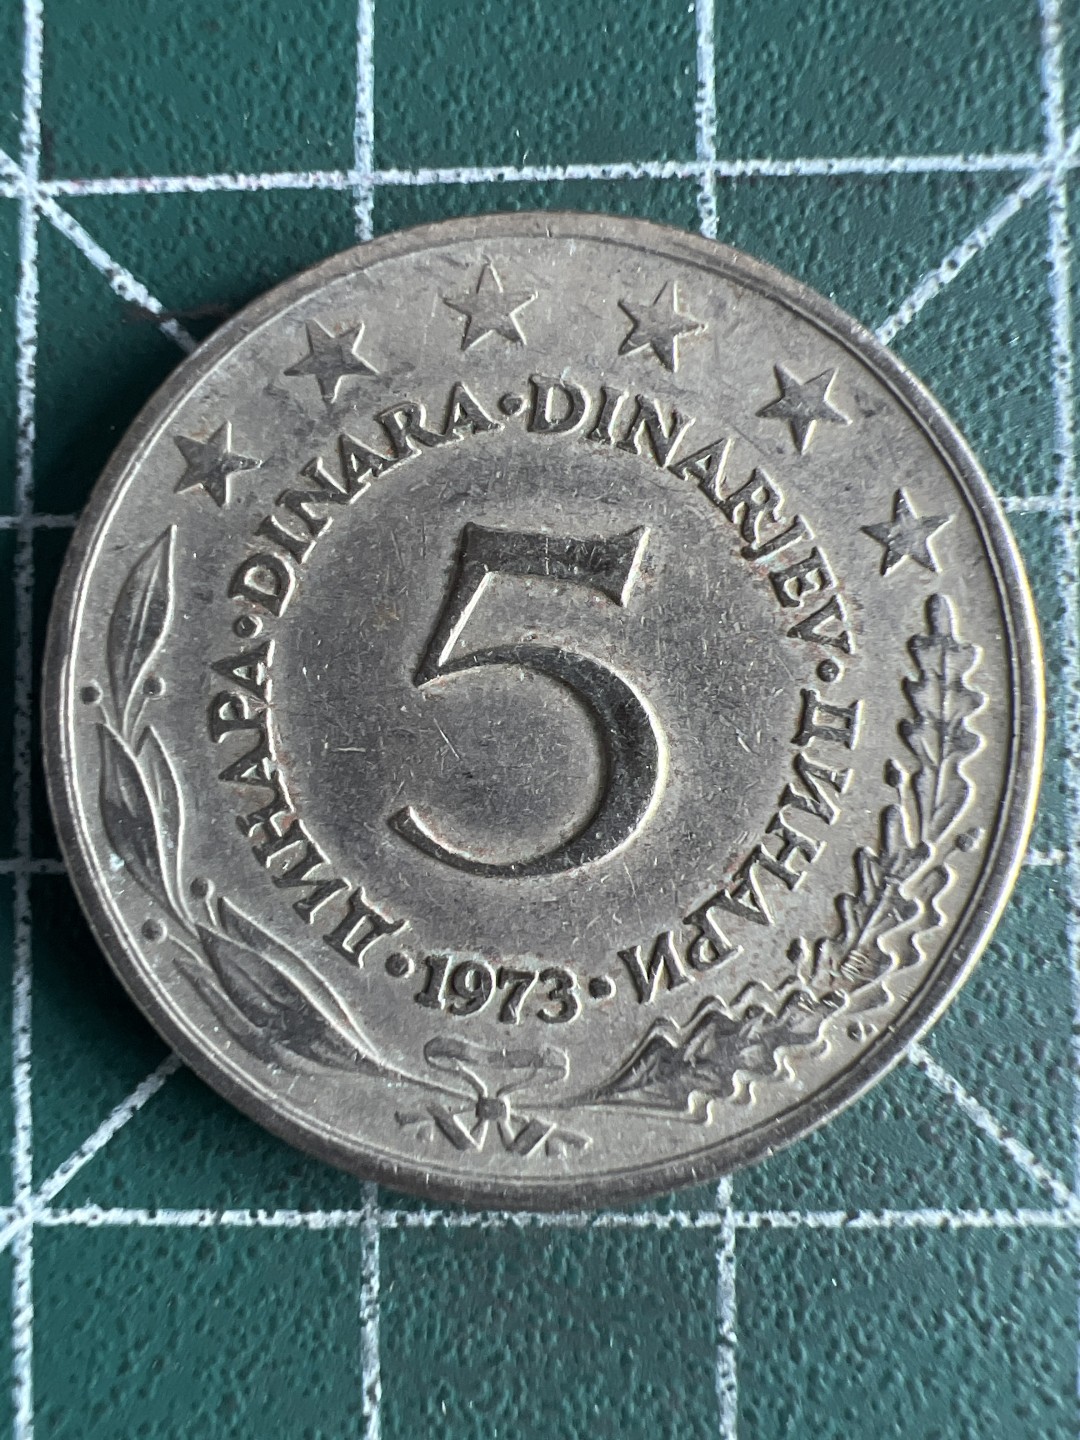 ДИНАРА · DINARA · DINARJEV · ДИНАРИ · 1973 ·
5